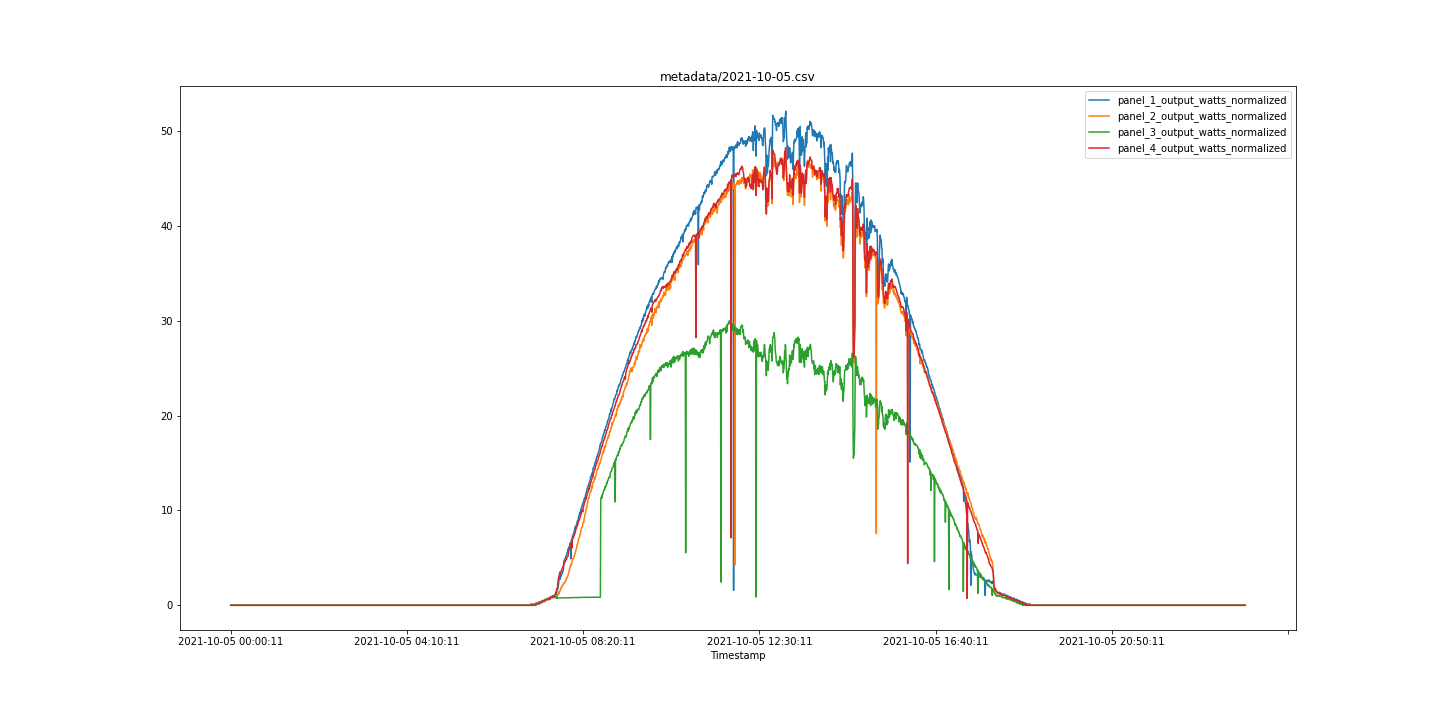 metadata/2021-10-05.csv
panel_1_output_watts_normalized
panel_2_output_watts_normalized
panel_3_output_watts_normalized
panel_4_output_watts_normalized
50
40
30
20
10
0
2021-10-05 00:00:11 2021-10-05 04:10:11 2021-10-05 08:20:11 2021-10-05 12:30:11 2021-10-05 16:40:11 2021-10-05 20:50:11
Timestamp